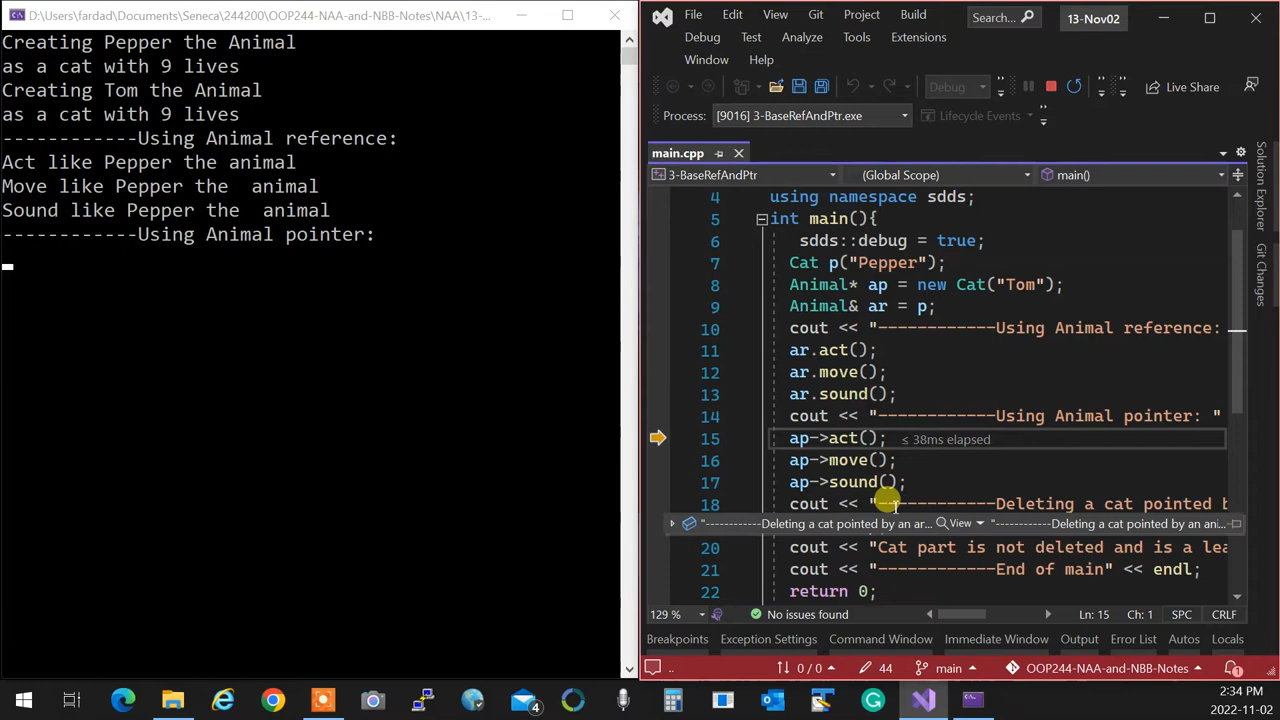 D:\Users\fardad\Documents\Seneca\244200\OOP244-NAA-and-NBB-Notes\NAA\13-...
Creating Pepper the Animal
as a cat with 9 lives
Creating Tom the Animal
as a cat with 9 lives
------------Using Animal reference:
Act like Pepper the animal
Move like Pepper the  animal
Sound like Pepper the  animal
------------Using Animal pointer:
File Edit View Git Project Build
Debug Test Analyze Tools Extensions
Window Help
Search...
13-Nov02
Debug
Live Share
Process: [9016] 3-BaseRefAndPtr.exe
Lifecycle Events
main.cpp
3-BaseRefAndPtr
(Global Scope)
main()
4 using namespace sdds;
5 int main(){
6 sdds::debug = true;
7 Cat p("Pepper");
8 Animal* ap = new Cat("Tom");
9 Animal& ar = p;
10 cout << "------------Using Animal reference:
11 ar.act();
12 ar.move();
13 ar.sound();
14 cout << "------------Using Animal pointer: "
15 ap->act(); ≤ 38ms elapsed
16 ap->move();
17 ap->sound();
18 cout << "------------Deleting a cat pointed b
"------------Deleting a cat pointed by an ar... View "------------Deleting a cat pointed by an ani...
20 cout << "Cat part is not deleted and is a lea
21 cout << "------------End of main" << endl;
22 return 0;
129 %
No issues found
Ln: 15 Ch: 1 SPC CRLF
Breakpoints Exception Settings Command Window Immediate Window Output Error List Autos Locals
.. 0 / 0 44 main OOP244-NAA-and-NBB-Notes 1
Solution Explorer
Git Changes
4
2:34 PM
2022-11-02